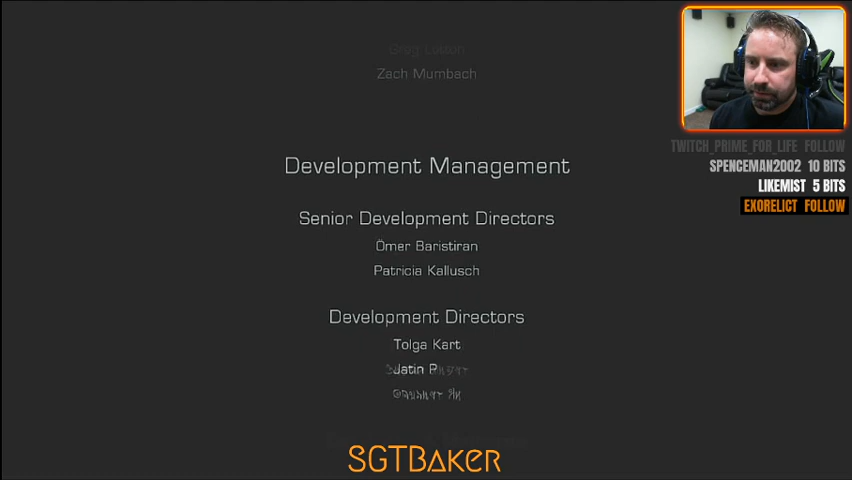 Zach Mumbach
Development Management
Senior Development Directors
Ömer Baristiran
Patricia Kallusch
Development Directors
Tolga Kart
Jatin
SGTBAKER
TWITCH_PRIME_FOR_LIFE FOLLOW
SPENCEMAN2002 10 BITS
LIKEMIST 5 BITS
EXORELICT FOLLOW